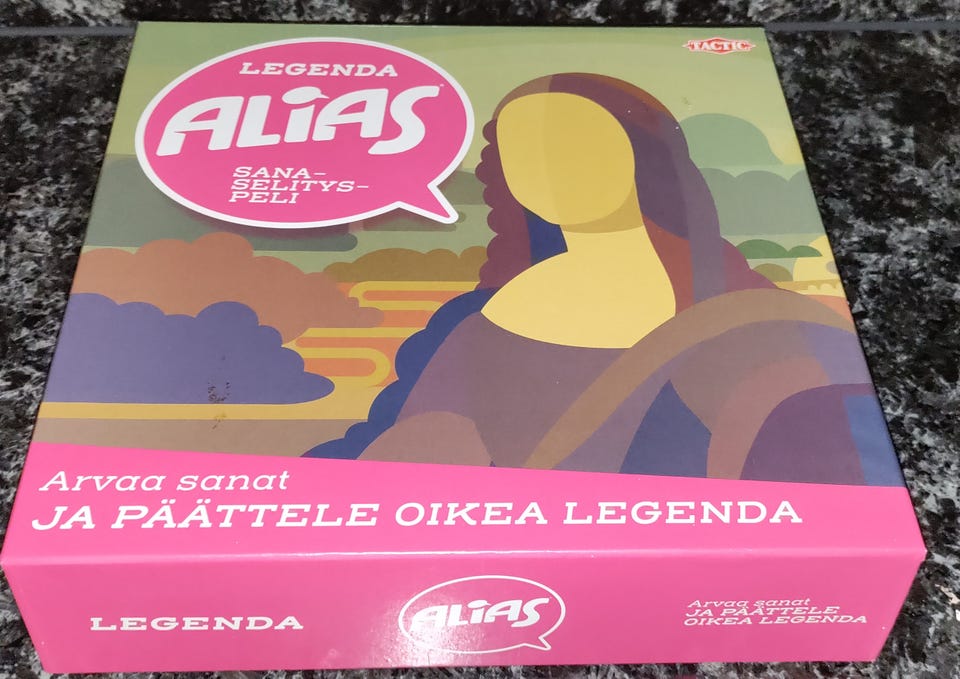 TACTIC
LEGENDA
ALiAS
SANA-
SELITYS-
PELI
Arvaa sanat
JA PÄÄTTELE OIKEA LEGENDA
LEGENDA
ALiAS
Arvaa sanat
JA PÄÄTTELE
OIKEA LEGENDA